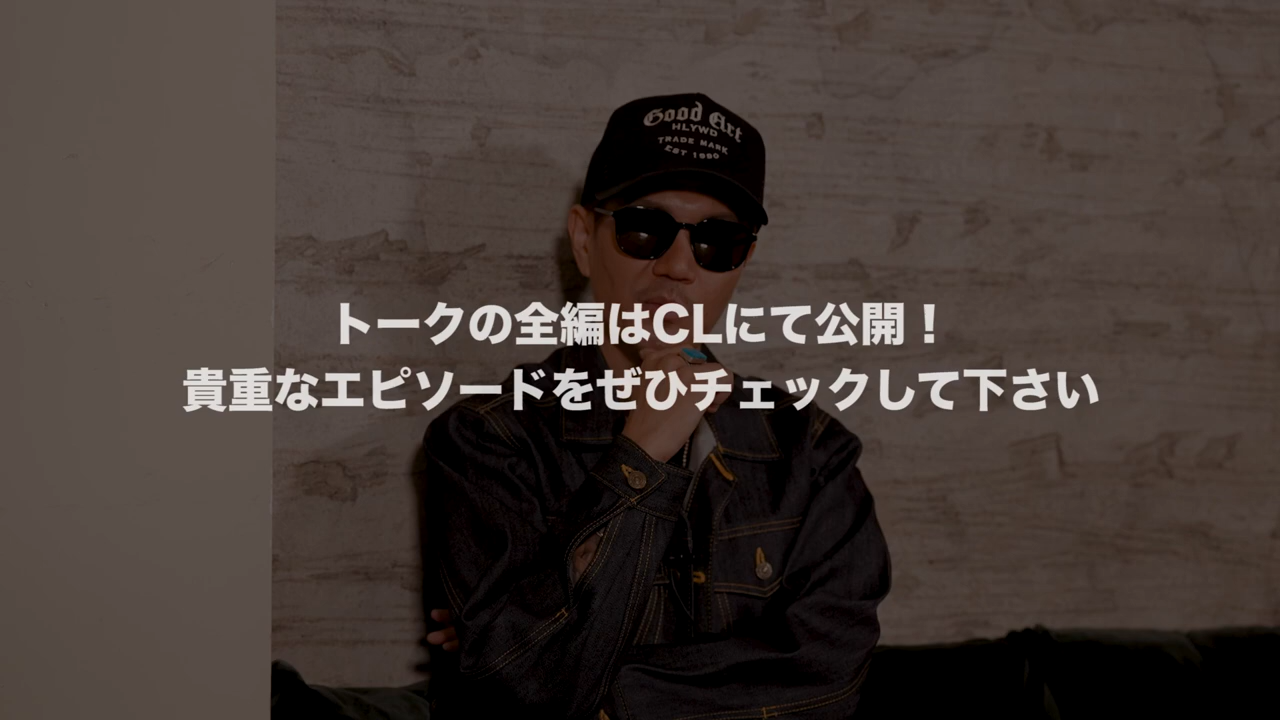 Good Art
HLYWD
TRADE MARK
EST 1990
トークの全編はCLにて公開！
貴重なエピソードをぜひチェックして下さい